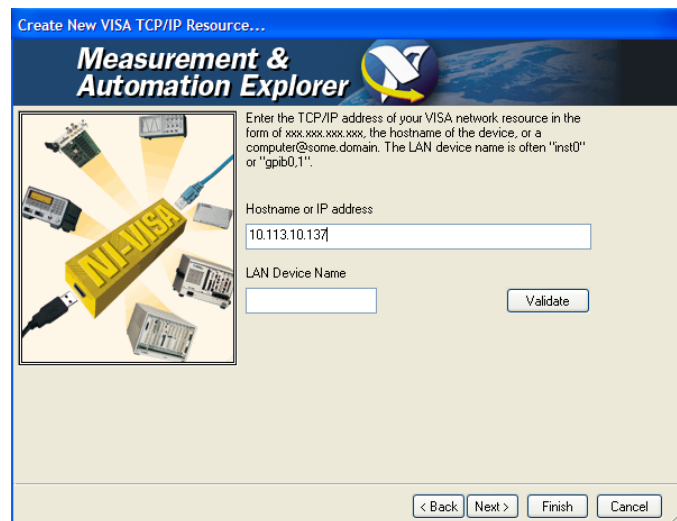 Create New VISA TCP/IP Resource...
Measurement &
Automation Explorer
Enter the TCP/IP address of your VISA network resource in the
form of xxx.xxx.xxx.xxx, the hostname of the device, or a
computer@some.domain. The LAN device name is often "inst0"
or "gpib0,1".
NI-VISA
Hostname or IP address
10.113.10.137
LAN Device Name
Validate
< Back Next > Finish Cancel